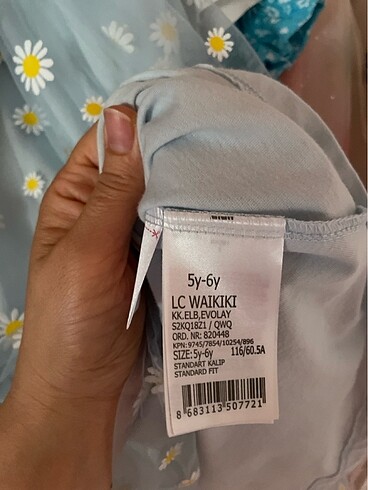 5y-6y
LC WAIKIKI
KK.ELB,EVOLAY
S2KQ18Z1 / QWQ
ORD. NR: 820448
KPN: 9745/7854/10254/896
SIZE:5y-6y 116/60.5A
STANDART KALIP
STANDARD FIT
8 683113 507721